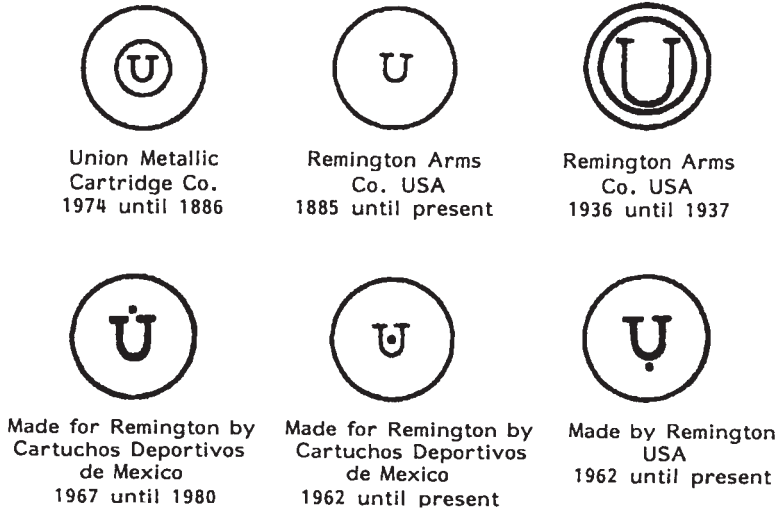 U
Union Metallic
Cartridge Co.
1974 until 1886
U
Remington Arms
Co. USA
1885 until present
U
Remington Arms
Co. USA
1936 until 1937
U
Made for Remington by
Cartuchos Deportivos
de Mexico
1967 until 1980
U
Made for Remington by
Cartuchos Deportivos
de Mexico
1962 until present
U
Made by Remington
USA
1962 until present